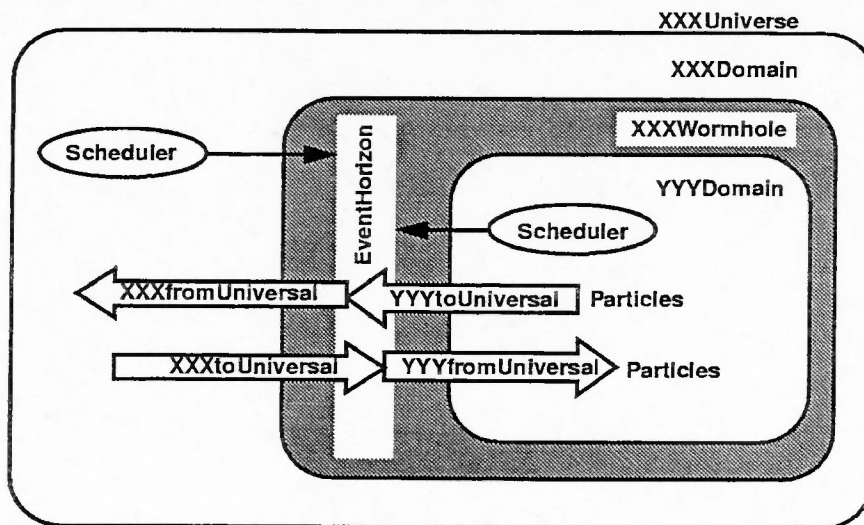 XXXUniverse
XXXDomain
XXXWormhole
Scheduler
EventHorizon
YYYDomain
Scheduler
XXXfromUniversal
YYYtoUniversal
Particles
XXXtoUniversal
YYYfromUniversal
Particles